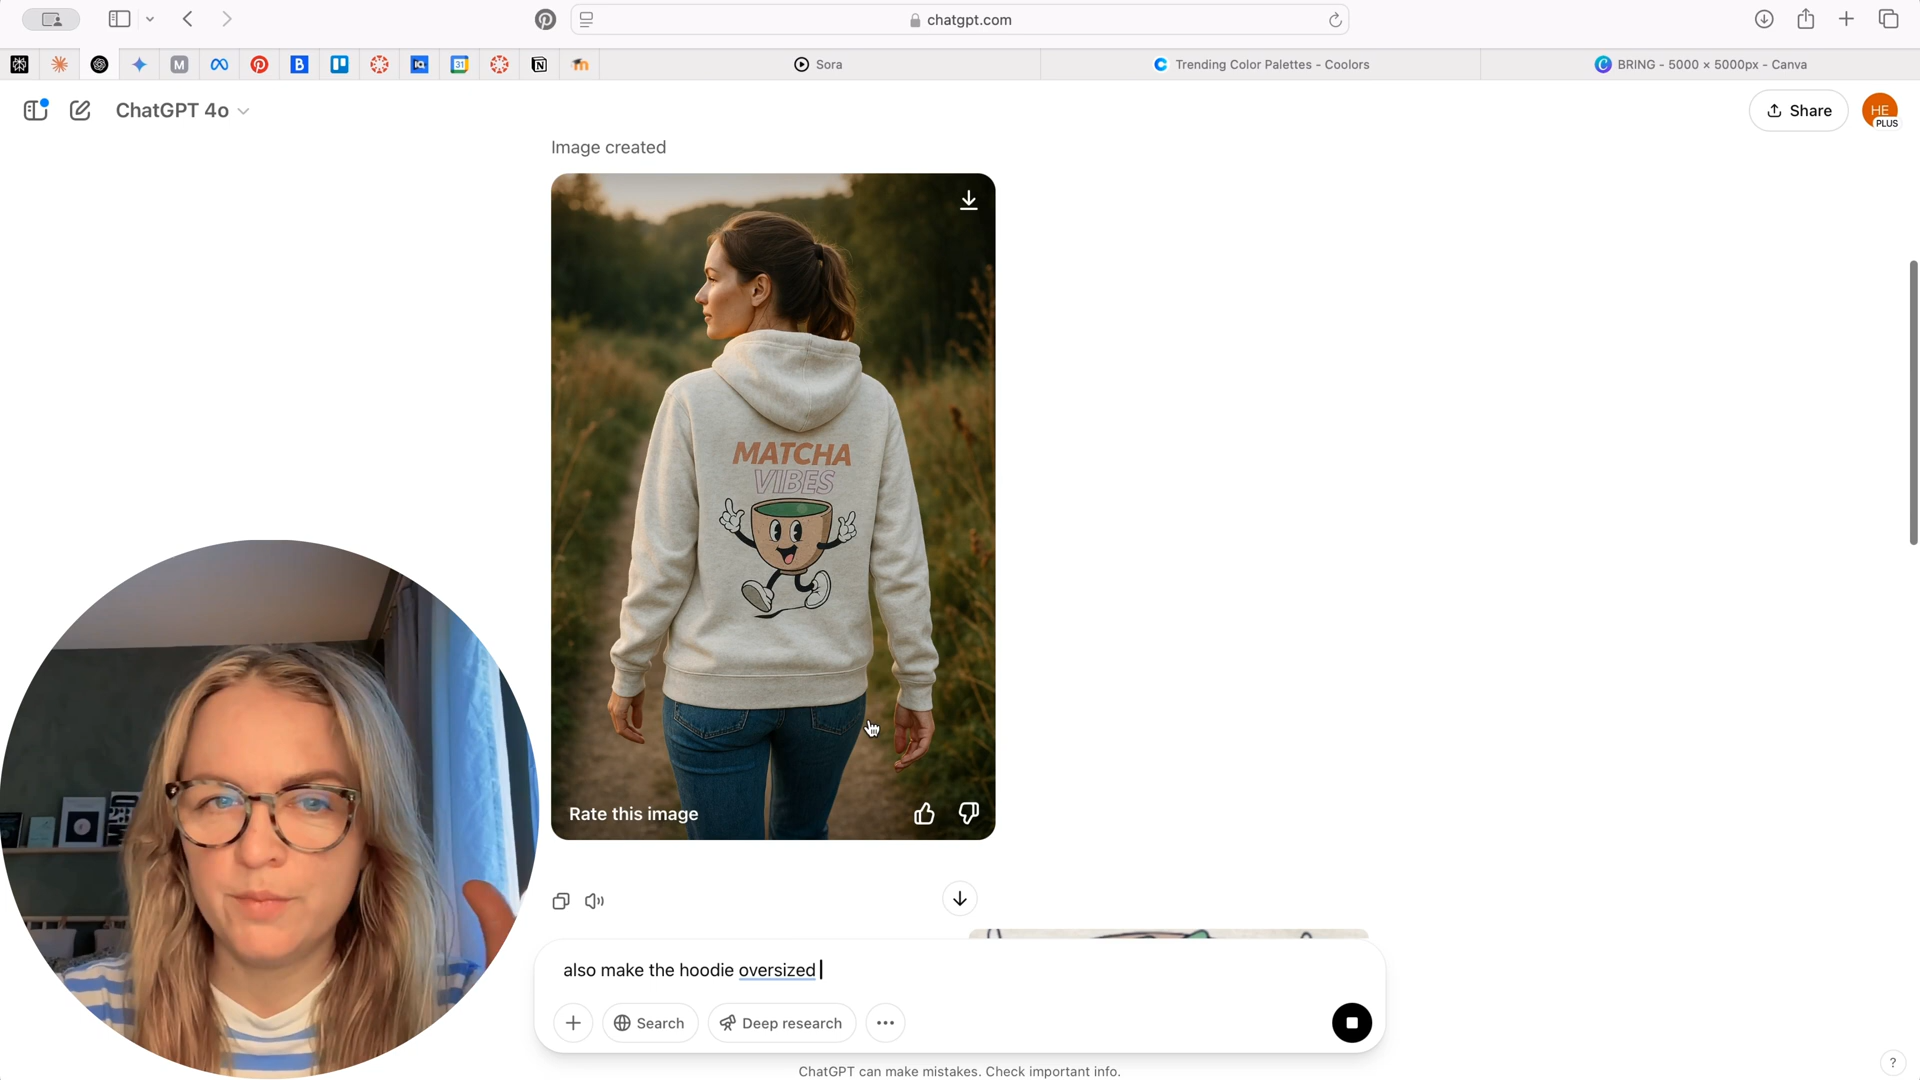 chatgpt.com
M
B
31
Sora
Trending Color Palettes - Coolors
BRING - 5000 × 5000px - Canva
ChatGPT 4o
Share
HE
PLUS
Image created
MATCHA
VIBES
Rate this image
also make the hoodie oversized
Search
Deep research
ChatGPT can make mistakes. Check important info.
?